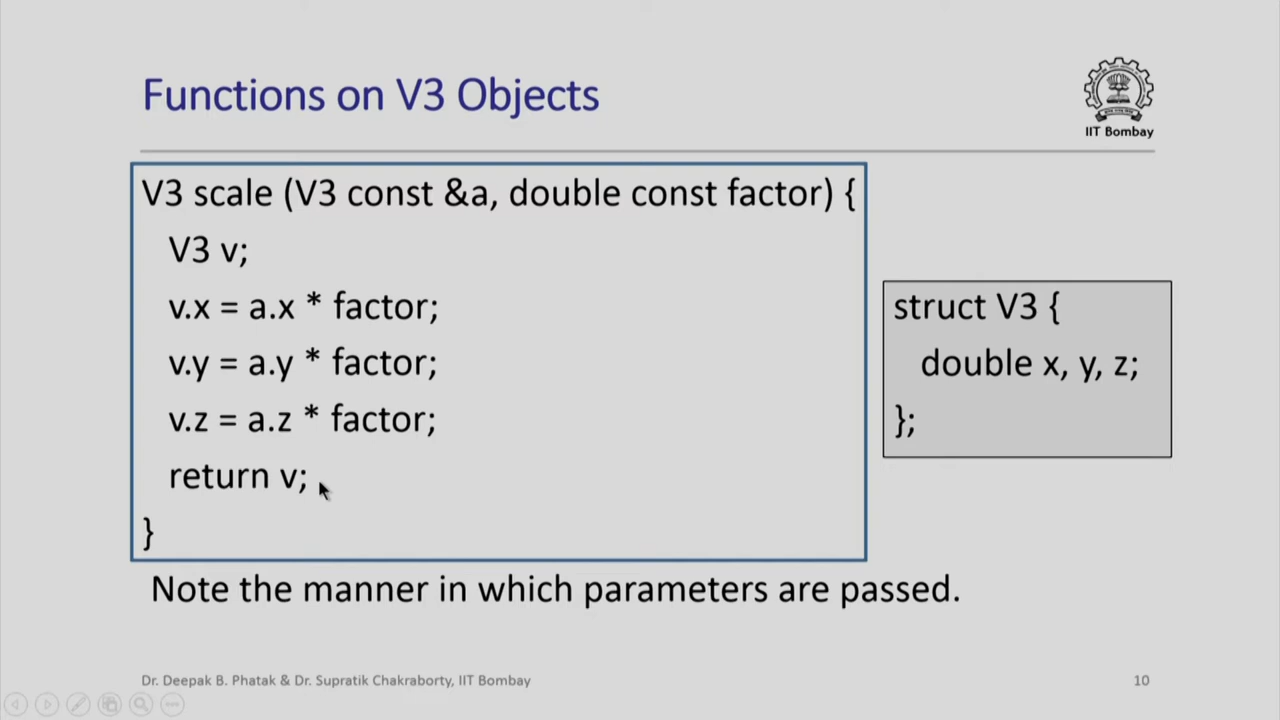 Functions on V3 Objects
IIT Bombay
V3 scale (V3 const &a, double const factor) {
V3 v;
v.x = a.x * factor;
v.y = a.y * factor;
v.z = a.z * factor;
return v;
}
struct V3 {
double x, y, z;
};
Note the manner in which parameters are passed.
Dr. Deepak B. Phatak & Dr. Supratik Chakraborty, IIT Bombay
10